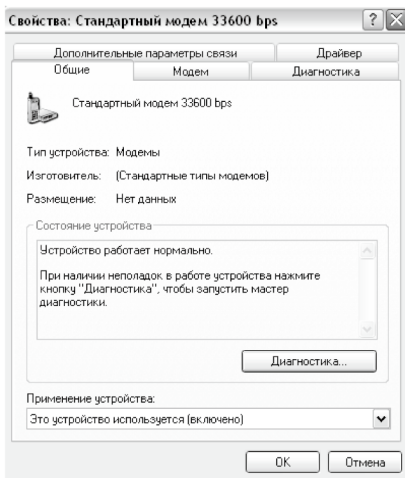 Свойства: Стандартный модем 33600 bps
Дополнительные параметры связи Драйвер
Общие Модем Диагностика
Стандартный модем 33600 bps
Тип устройства: Модемы
Изготовитель: (Стандартные типы модемов)
Размещение: Нет данных
Состояние устройства
Устройство работает нормально.
При наличии неполадок в работе устройства нажмите
кнопку "Диагностика", чтобы запустить мастер
диагностики.
Диагностика...
Применение устройства:
Это устройство используется (включено)
OK Отмена